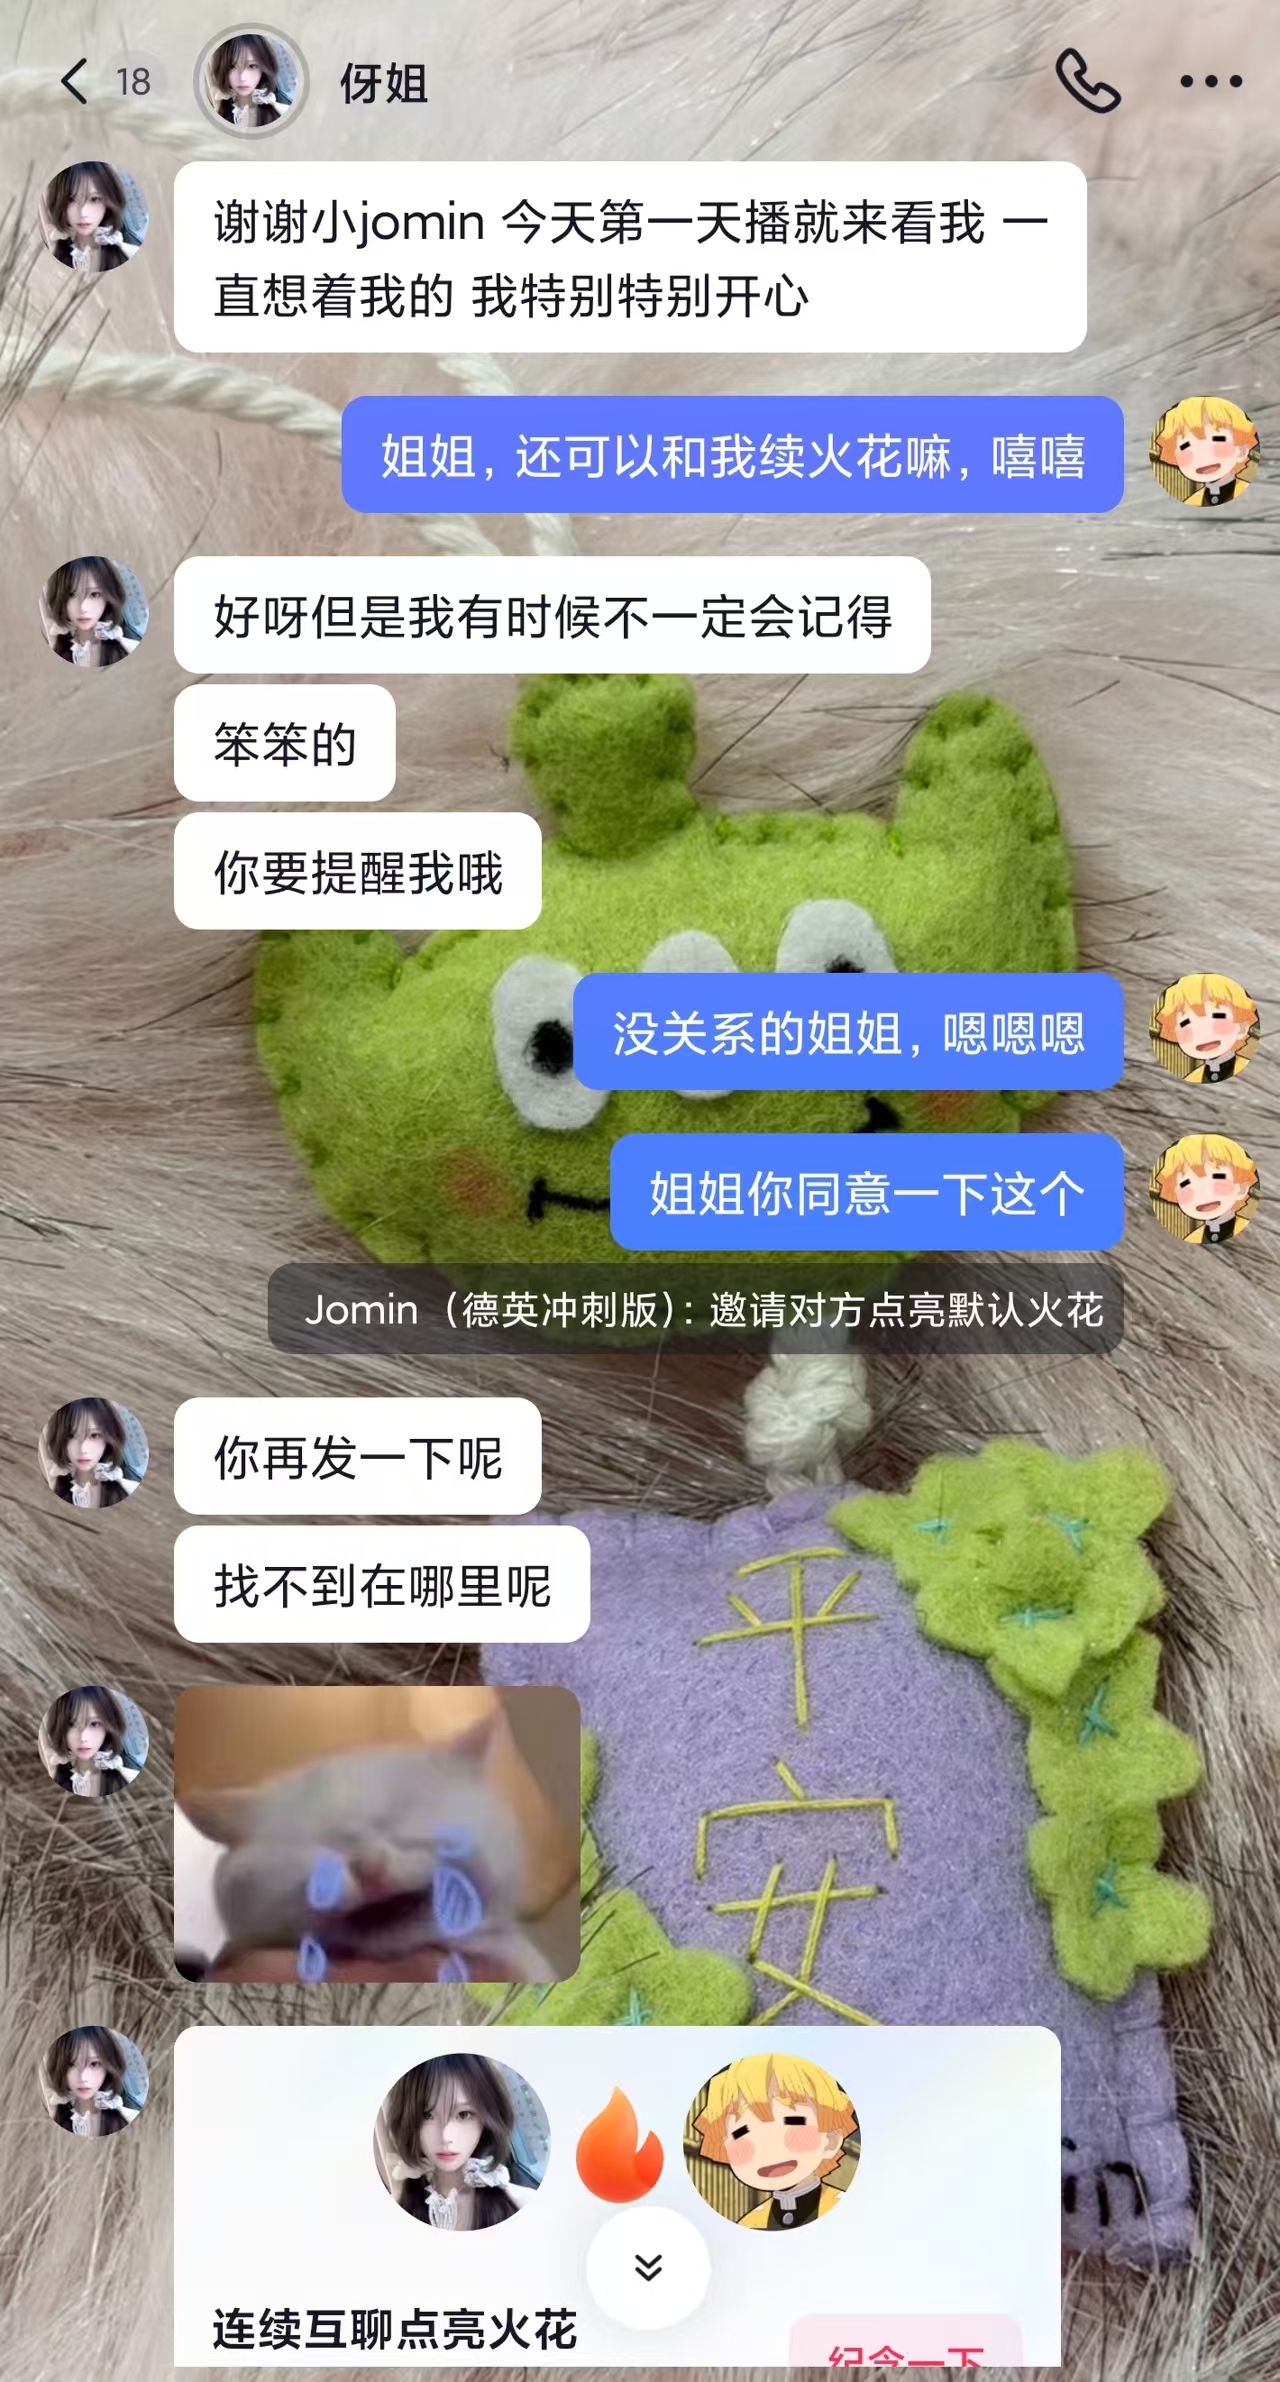 18
伢姐
谢谢小jomin 今天第一天播就来看我 一
直想着我的 我特别特别开心
姐姐，还可以和我续火花嘛，嘻嘻
好呀但是我有时候不一定会记得
笨笨的
你要提醒我哦
没关系的姐姐，嗯嗯嗯
姐姐你同意一下这个
Jomin（德英冲刺版）：邀请对方点亮默认火花
你再发一下呢
找不到在哪里呢
平
安
连续互聊点亮火花
纪念一下